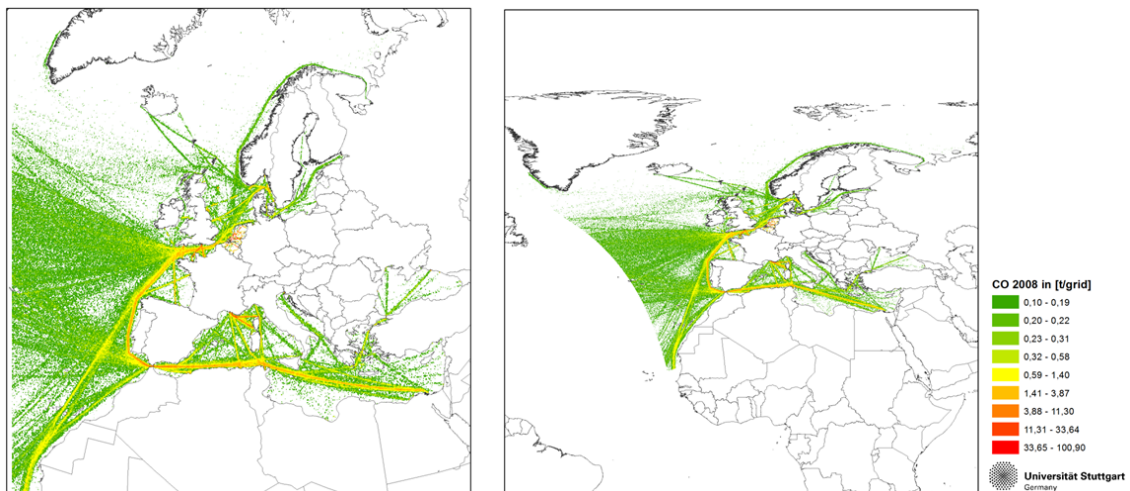 CO 2008 in [t/grid]
0,10 - 0,19
0,20 - 0,22
0,23 - 0,31
0,32 - 0,58
0,59 - 1,40
1,41 - 3,87
3,88 - 11,30
11,31 - 33,64
33,65 - 100,90
Universität Stuttgart
Germany